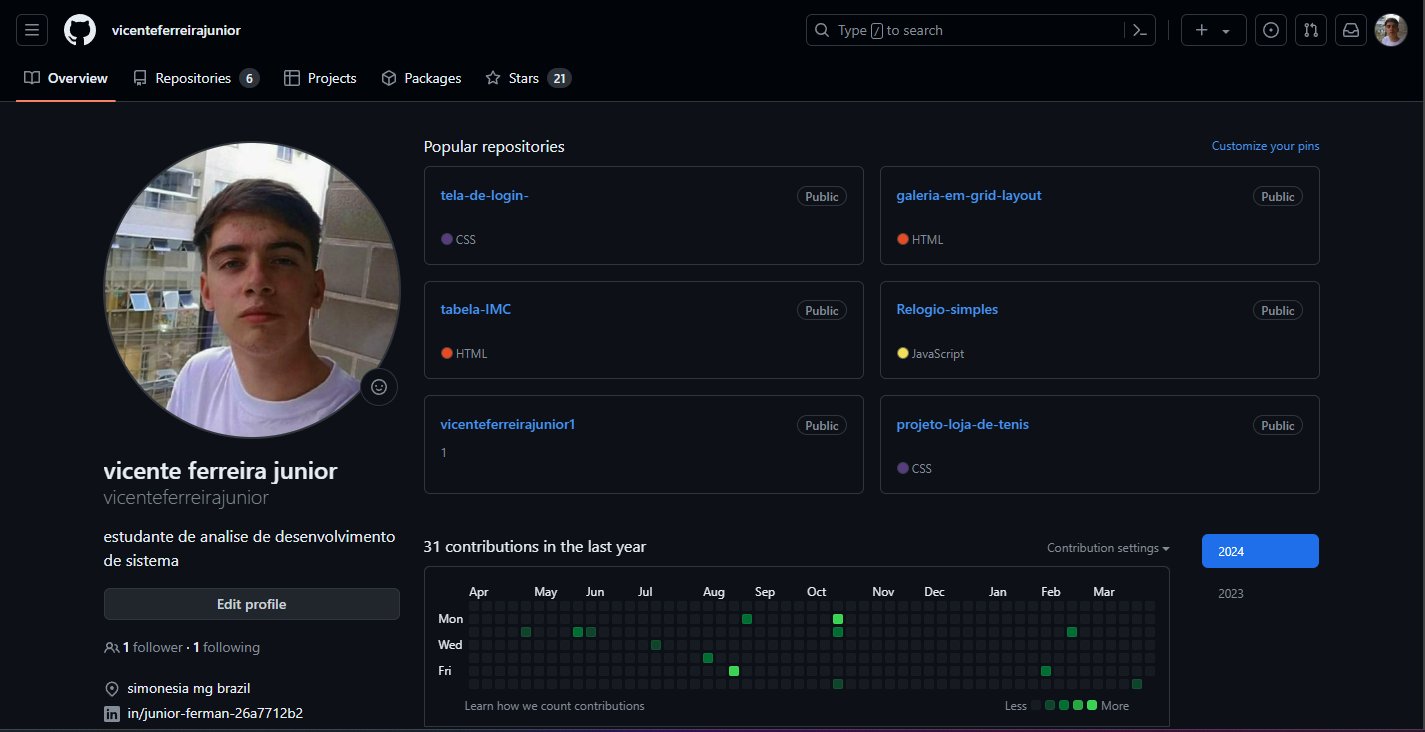 vicenteferreirajunior
Type / to search
Overview
Repositories 6
Projects
Packages
Stars 21
Popular repositories
Customize your pins
tela-de-login-
Public
CSS
galeria-em-grid-layout
Public
HTML
tabela-IMC
Public
HTML
Relogio-simples
Public
JavaScript
vicenteferreirajunior1
Public
1
projeto-loja-de-tenis
Public
CSS
vicente ferreira junior
vicenteferreirajunior
estudante de analise de desenvolvimento
de sistema
Edit profile
1 follower · 1 following
simonesia mg brazil
in/junior-ferman-26a7712b2
31 contributions in the last year
Contribution settings
2024
2023
Apr May Jun Jul Aug Sep Oct Nov Dec Jan Feb Mar
Mon
Wed
Fri
Learn how we count contributions
Less More